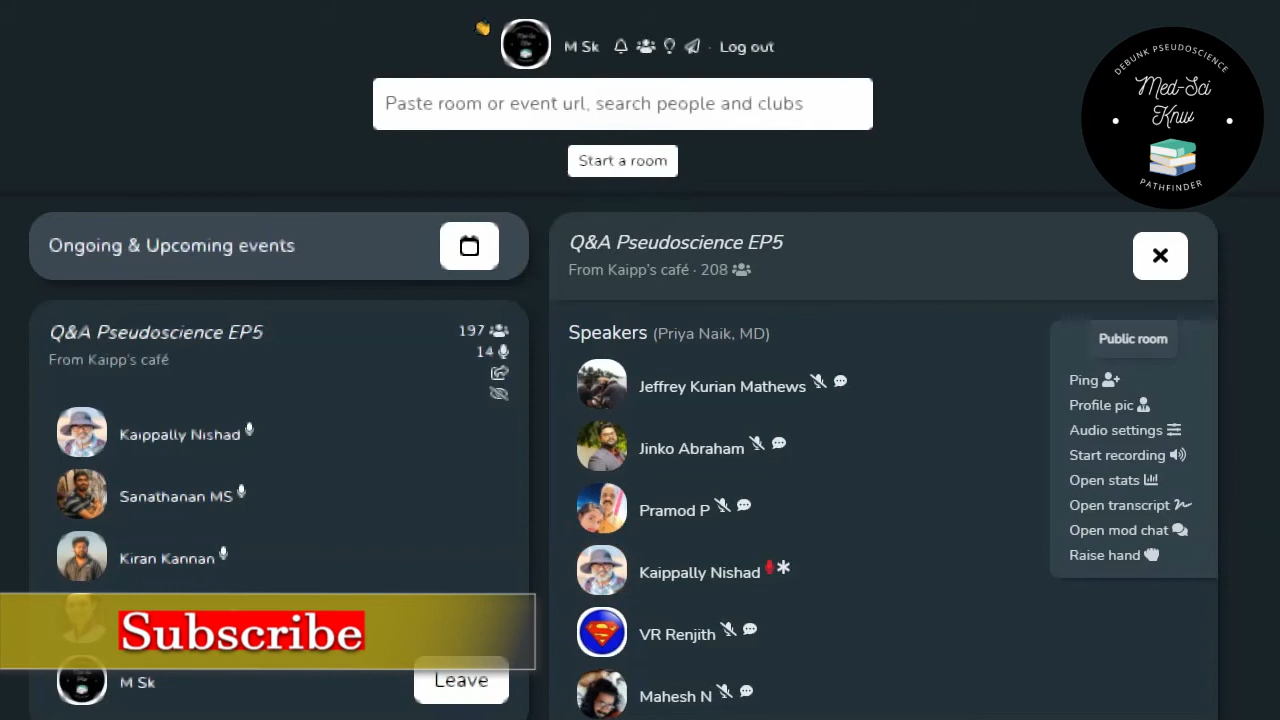 M Sk · Log out
Paste room or event url, search people and clubs
Start a room
DEBUNK PSEUDOSCIENCE
Med-Sci
Knw
PATHFINDER
Ongoing & Upcoming events
Q&A Pseudoscience EP5
197
From Kaipp's café
14
Kaippally Nishad
Sanathanan MS
Kiran Kannan
Subscribe
M Sk
Leave
Q&A Pseudoscience EP5
From Kaipp's café · 208
Speakers (Priya Naik, MD)
Jeffrey Kurian Mathews
Jinko Abraham
Pramod P
Kaippally Nishad
VR Renjith
Mahesh N
Public room
Ping
Profile pic
Audio settings
Start recording
Open stats
Open transcript
Open mod chat
Raise hand